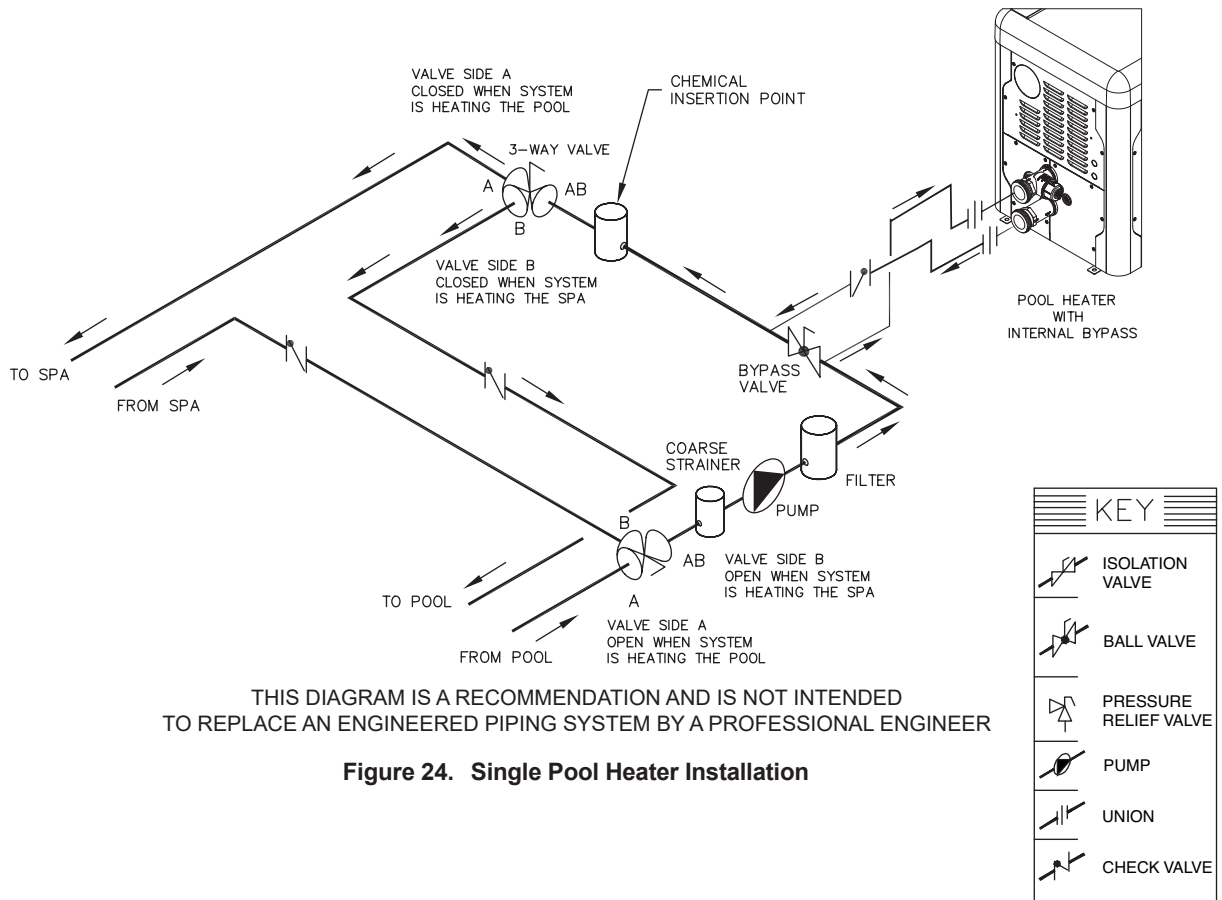 VALVE SIDE A
CLOSED WHEN SYSTEM
IS HEATING THE POOL
CHEMICAL
INSERTION POINT
3-WAY VALVE
A
AB
B
VALVE SIDE B
CLOSED WHEN SYSTEM
IS HEATING THE SPA
POOL HEATER
WITH
INTERNAL BYPASS
TO SPA
FROM SPA
BYPASS
VALVE
COARSE
STRAINER
FILTER
PUMP
B
AB
A
VALVE SIDE B
OPEN WHEN SYSTEM
IS HEATING THE SPA
TO POOL
FROM POOL
VALVE SIDE A
OPEN WHEN SYSTEM
IS HEATING THE POOL
KEY
ISOLATION
VALVE
BALL VALVE
PRESSURE
RELIEF VALVE
PUMP
UNION
CHECK VALVE
THIS DIAGRAM IS A RECOMMENDATION AND IS NOT INTENDED
TO REPLACE AN ENGINEERED PIPING SYSTEM BY A PROFESSIONAL ENGINEER
Figure 24. Single Pool Heater Installation